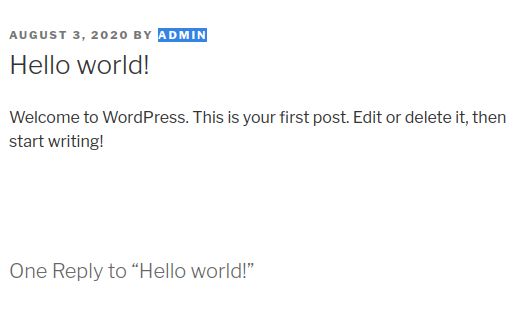 AUGUST 3, 2020 BY ADMIN
Hello world!
Welcome to WordPress. This is your first post. Edit or delete it, then
start writing!
One Reply to “Hello world!”